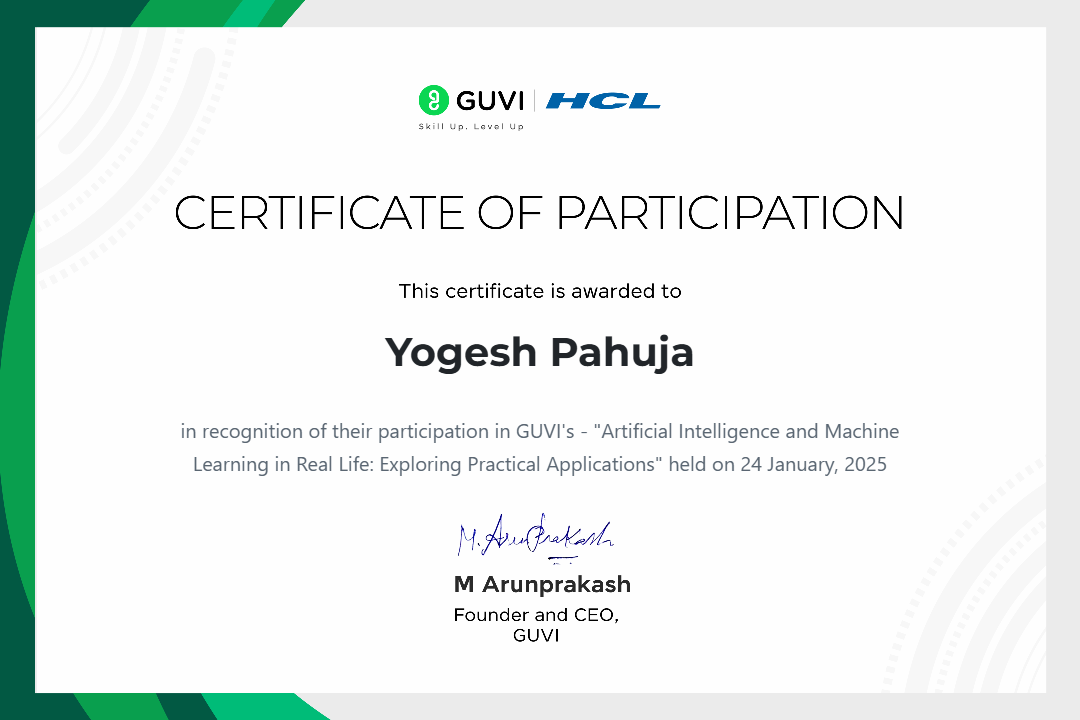 GUVI | HCL
Skill Up. Level Up
CERTIFICATE OF PARTICIPATION
This certificate is awarded to
Yogesh Pahuja
in recognition of their participation in GUVI's - "Artificial Intelligence and Machine
Learning in Real Life: Exploring Practical Applications" held on 24 January, 2025
M. Arunprakash
M Arunprakash
Founder and CEO,
GUVI